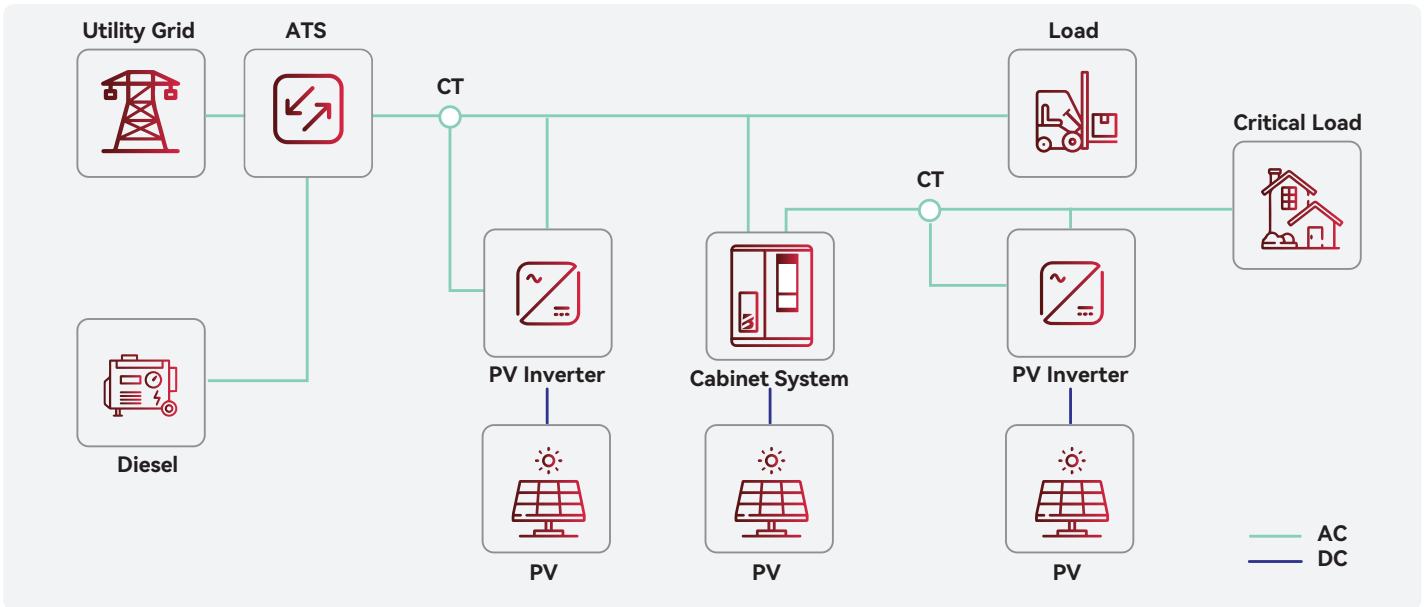 Utility Grid
ATS
Load
CT
Critical Load
CT
PV Inverter
Cabinet System
PV Inverter
Diesel
AC
DC
PV
PV
PV